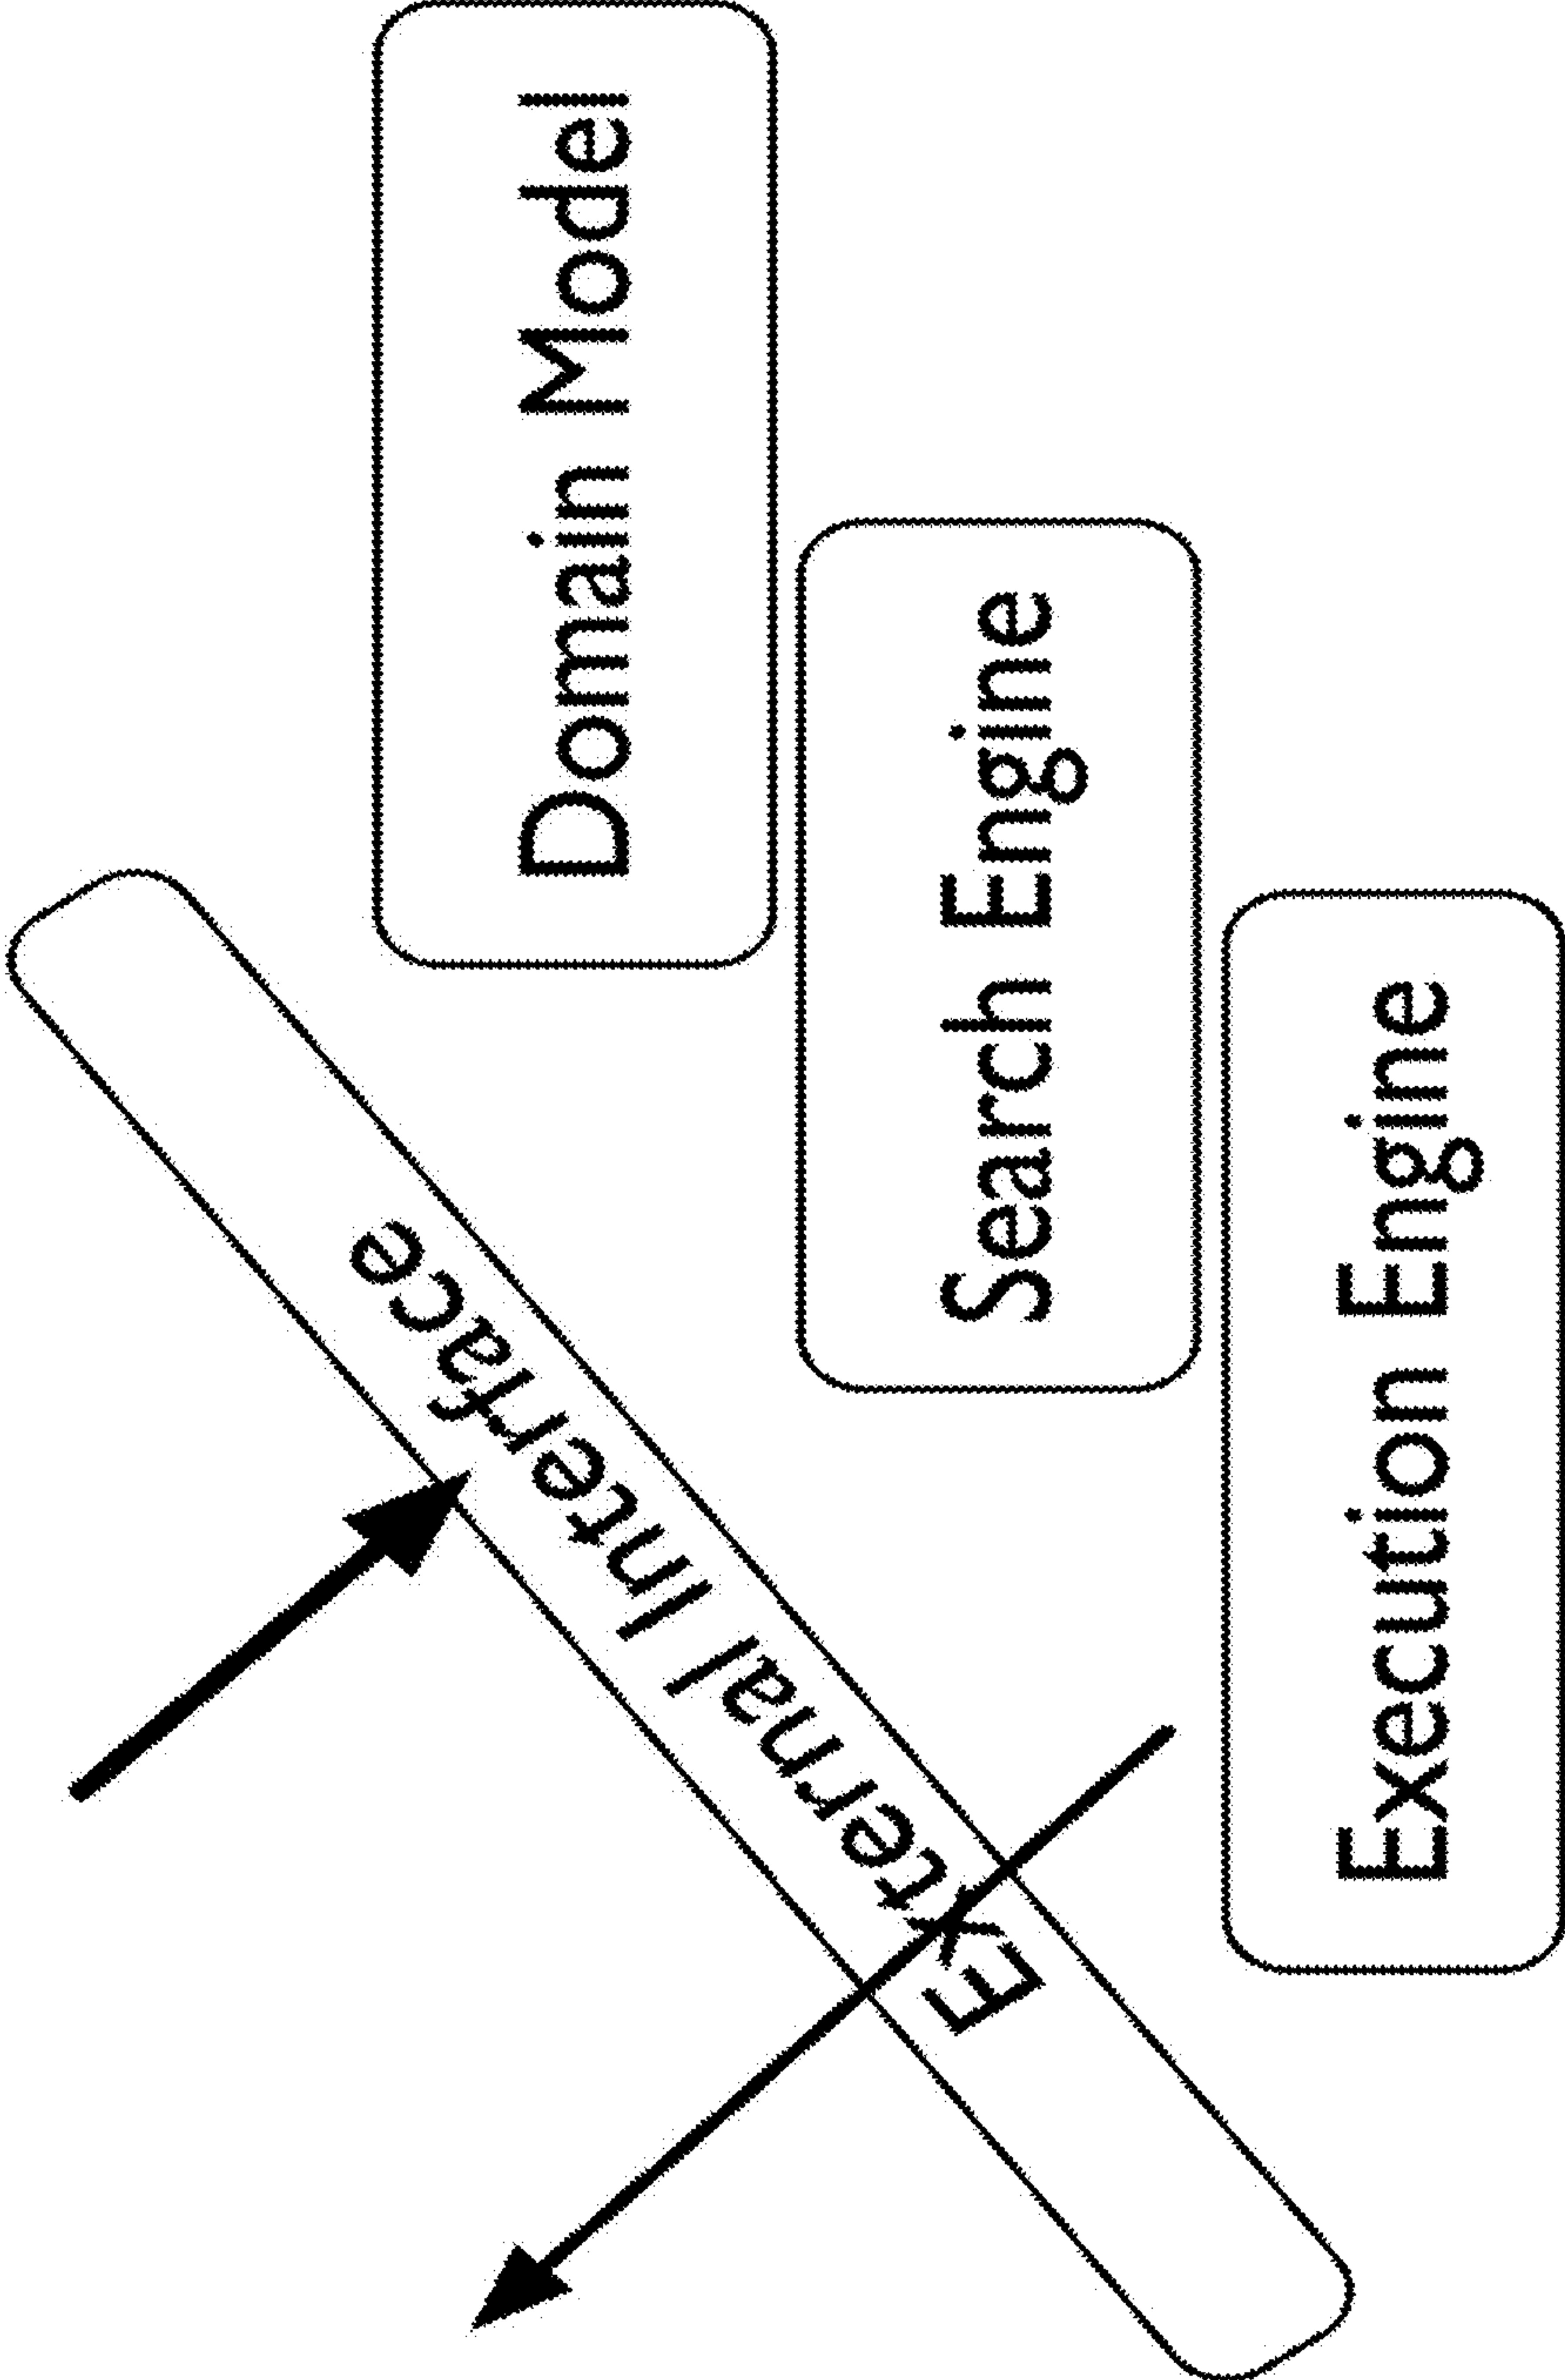 Domain Model
Search Engine
Execution Engine
External Interface